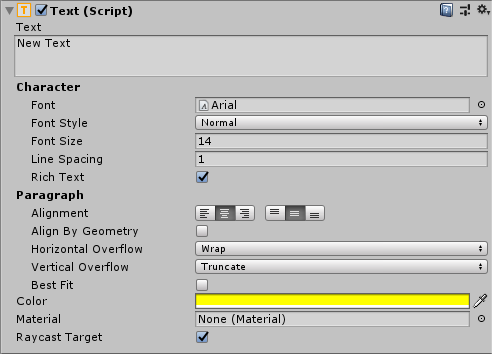 Text (Script)
Text
New Text
Character
Font Arial
Font Style Normal
Font Size 14
Line Spacing 1
Rich Text
Paragraph
Alignment
Align By Geometry
Horizontal Overflow Wrap
Vertical Overflow Truncate
Best Fit
Color
Material None (Material)
Raycast Target